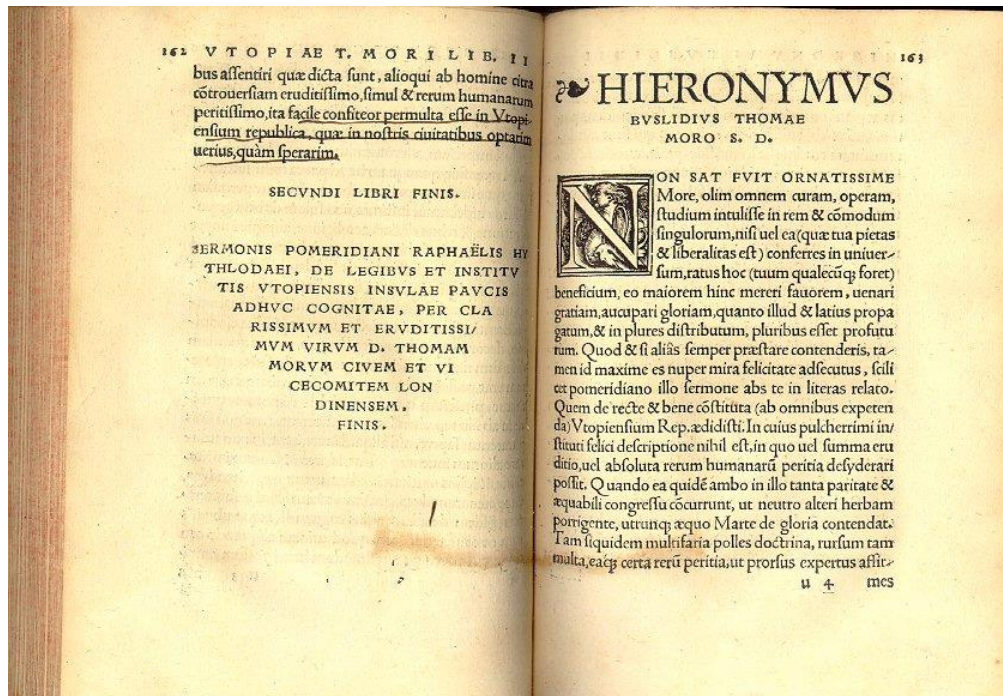 162 VTOPIAE T. MORI LIB. II
bus assentiri quæ dicta sunt, alioqui ab homine citra
cõtrouersiam eruditissimo, simul & rerum humanarum
peritissimo, ita facile confiteor permulta esse in Vtopi-
ensium republica, quæ in nostris ciuitatibus optarim
uerius, quàm sperarim.
SECVNDI LIBRI FINIS.
SERMONIS POMERIDIANI RAPHAËLIS HY
THLODAEI, DE LEGIBVS ET INSTITV
TIS VTOPIENSIS INSVLAE PAVCIS
ADHVC COGNITAE, PER CLA
RISSIMVM ET ERVDITISSI/
MVM VIRVM D. THOMAM
MORVM CIVEM ET VI
CECOMITEM LON
DINENSEM.
FINIS.
163
HIERONYMVS
BVSLIDIVS THOMAE
MORO S. D.
NON SAT FVIT ORNATISSIME
More, olim omnem curam, operam,
studium intulisse in rem & cõmodum
singulorum, nisi uel ea (quæ tua pietas
& liberalitas est) conferres in uniuer-
sum, ratus hoc (tuum qualecũq; foret)
beneficium, eo maiorem hinc mereri fauorem, uenari
gratiam, aucupari gloriam, quanto illud & latius propa
gatum, & in plures distributum, pluribus esset profutu
rum. Quod & si aliâs semper præstare contenderis, ta-
men id maxime es nuper mira felicitate adsecutus, scili
cet pomeridiano illo sermone abs te in literas relato.
Quem de recte & bene cõstituta (ab omnibus expeten
da) Vtopiensium Rep. ædidisti. In cuius pulcherrimi in/
stituti felici descriptione nihil est, in quo uel summa eru
ditio, uel absoluta rerum humanarũ peritia desyderari
possit. Quando ea quidẽ ambo in illo tanta paritate &
æquabili congressu cõcurrunt, ut neutro alteri herbam
porrigente, utrunq; æquo Marte de gloria contendat.
Tam siquidem multifaria polles doctrina, rursum tam
multa, eaq́; certa rerũ peritia, ut prorsus expertus affir-
u 4 mes